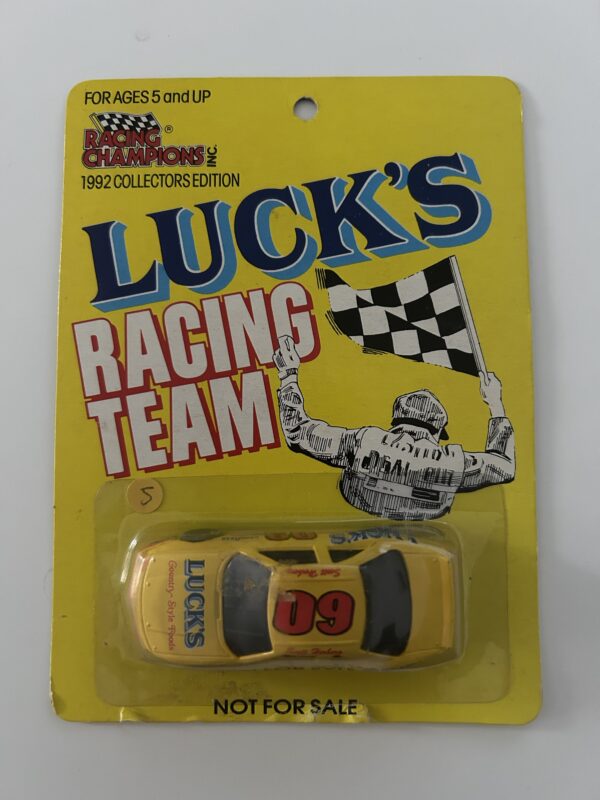 FOR AGES 5 and UP
RACING
CHAMPIONS INC.
®
1992 COLLECTORS EDITION
LUCK'S
RACING
TEAM
5
LUCK'S
LUCK'S
Country-Style Foods
60
NOT FOR SALE